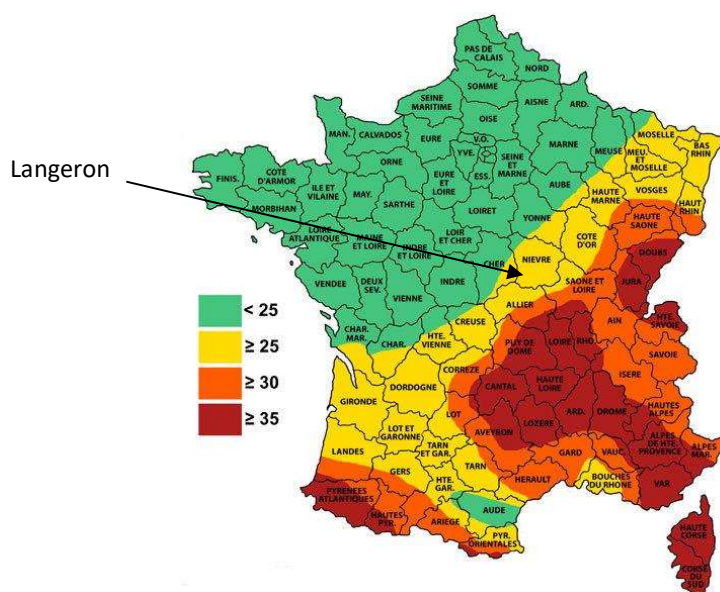 PAS DE
CALAIS
NORD
SOMME
SEINE
MARITIME
AISNE
ARD.
OISE
MAN.
CALVADOS
EURE
V.O.
YVE.
ESS.
SEINE
ET
MARNE
MARNE
MEUSE
MOSELLE
MEU.
ET
MOSELLE
BAS
RHIN
Langeron
FINIS.
COTE
D'ARMOR
ILE ET
VILAINE
MAY.
ORNE
EURE
ET
LOIRE
AUBE
HAUTE
MARNE
VOSGES
HAUT
RHIN
MORBIHAN
SARTHE
LOIRET
YONNE
HAUTE
SAONE
LOIRE
ATLANTIQUE
MAINE
ET LOIRE
INDRE
ET LOIRE
LOIR
ET CHER
CHER
NIEVRE
COTE
D'OR
DOUBS
VENDEE
DEUX
SEV.
VIENNE
INDRE
ALLIER
SAONE ET
LOIRE
JURA
< 25
≥ 25
≥ 30
≥ 35
CHAR.
MAR.
CHAR.
HTE.
VIENNE
CREUSE
PUY DE
DOME
LOIRE
RHO.
AIN
HTE.
SAVOIE
SAVOIE
GIRONDE
DORDOGNE
CORREZE
CANTAL
HAUTE
LOIRE
ISERE
LOT ET
GARONNE
LOT
AVEYRON
LOZERE
ARD.
DROME
HAUTES
ALPES
LANDES
TARN
ET GAR.
TARN
GARD
VAUC.
ALPES
DE HTE.
PROVENCE
ALPES
MAR.
GERS
HTE.
GAR.
HERAULT
BOUCHES
DU RHONE
VAR
PYRENEES
ATLANTIQUES
HAUTES
PYR.
ARIEGE
AUDE
PYR.
ORIENTALES
HAUTE
CORSE
CORSE
DU
SUD